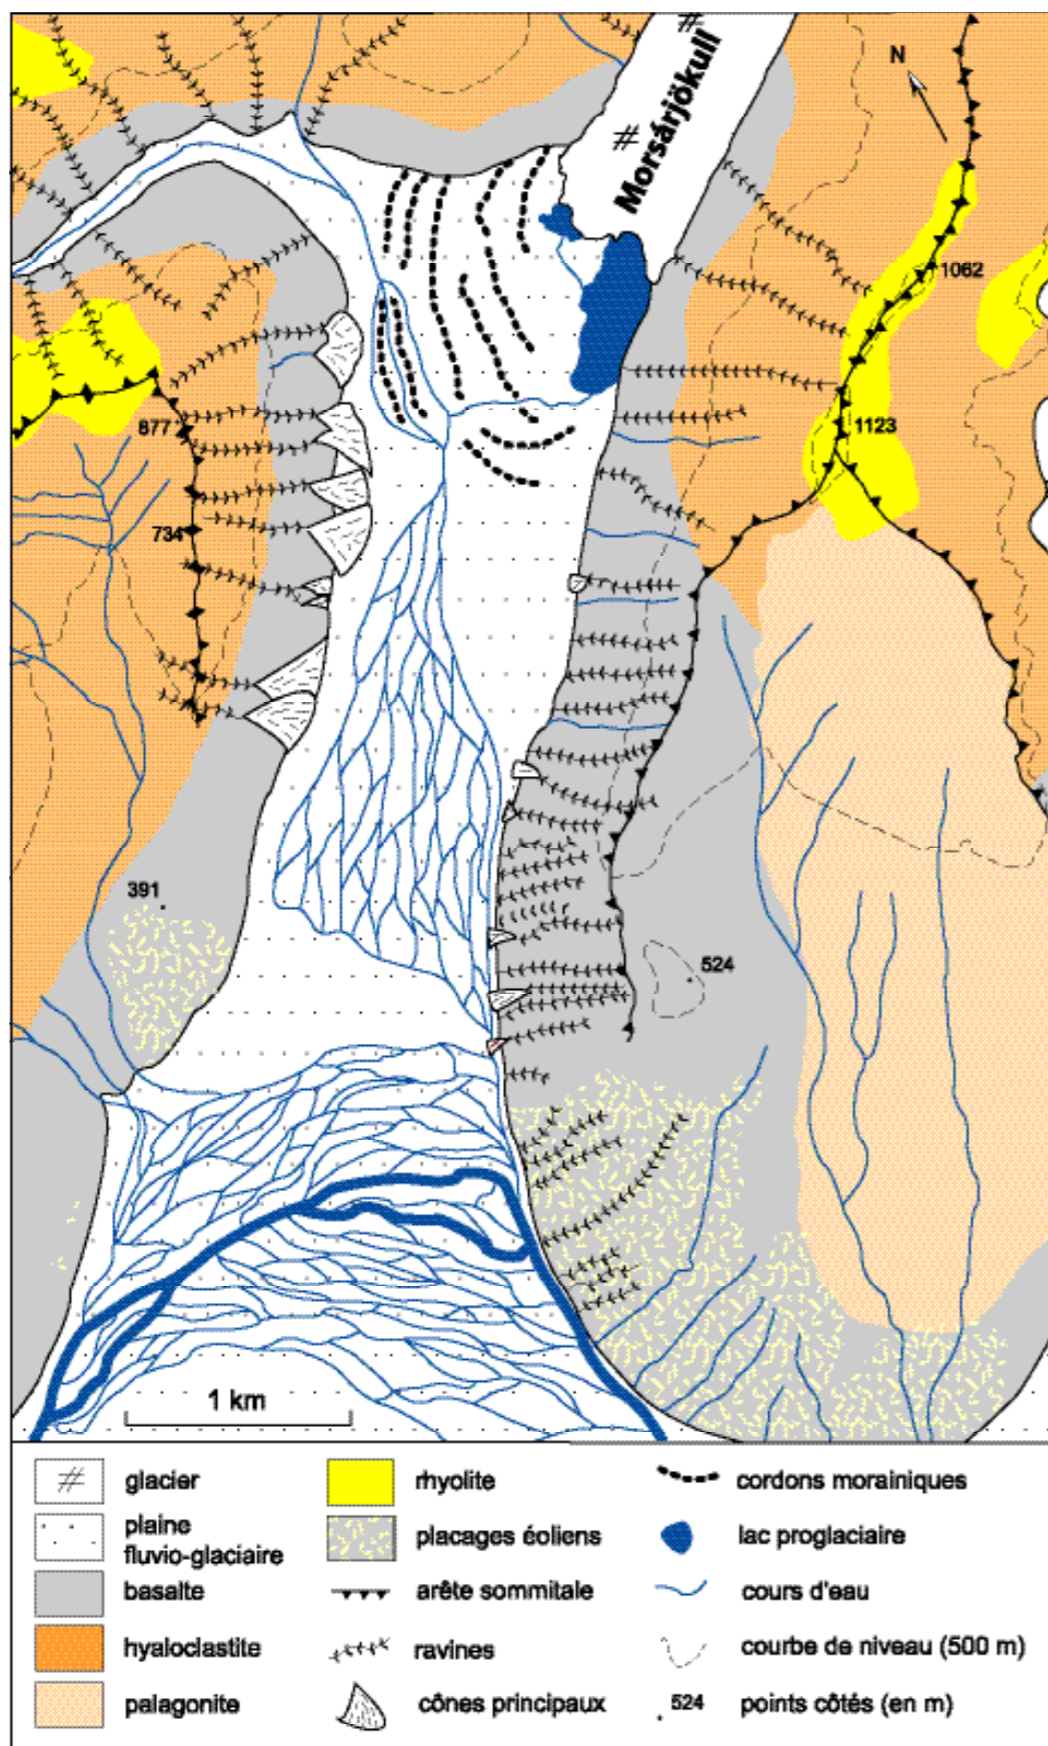 Morsárjökull
N
1062
1123
877
734
391
524
1 km
glacier
rhyolite
cordons morainiques
plaine
fluvio-glaciaire
placages éoliens
lac proglaciaire
basalte
arête sommitale
cours d'eau
hyaloclastite
ravines
courbe de niveau (500 m)
palagonite
cônes principaux
524
points côtés (en m)